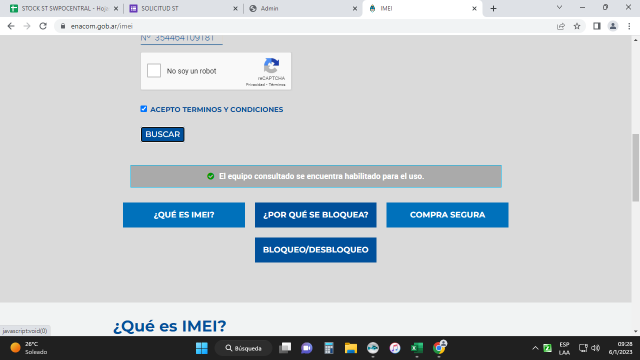 STOCK ST SWPOCENTRAL - Hoj
SOLICITUD ST
Admin
IMEI
enacom.gob.ar/imei
N° 354464109181
No soy un robot
reCAPTCHA
Privacidad - Términos
ACEPTO TERMINOS Y CONDICIONES
BUSCAR
El equipo consultado se encuentra habilitado para el uso.
¿QUÉ ES IMEI?
¿POR QUÉ SE BLOQUEA?
COMPRA SEGURA
BLOQUEO/DESBLOQUEO
¿Qué es IMEI?
javascript:void(0)
26°C
Soleado
Búsqueda
ESP
LAA
09:28
6/1/2023